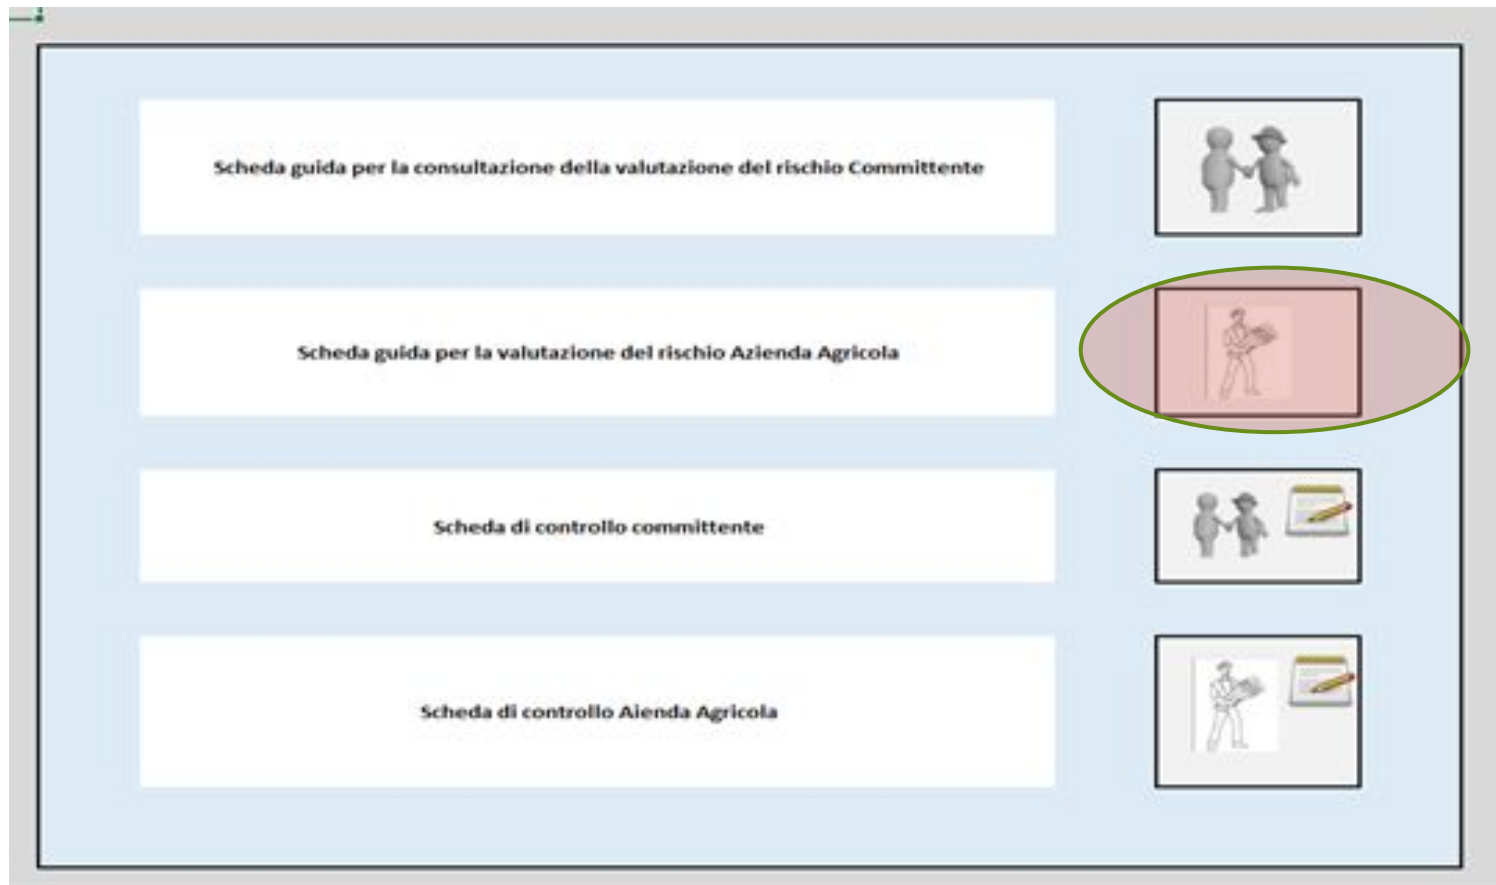 Scheda guida per la consultazione della valutazione del rischio Committente
Scheda guida per la valutazione del rischio Azienda Agricola
Scheda di controllo committente
Scheda di controllo Aienda Agricola